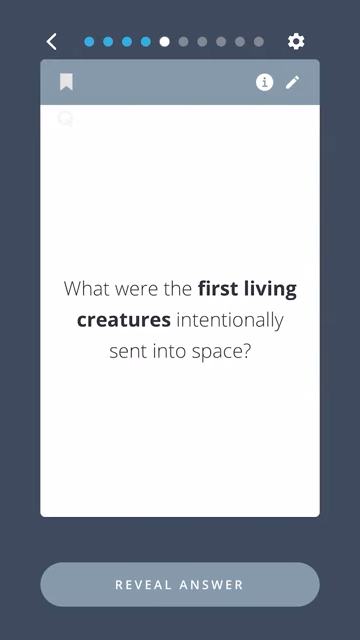 What were the first living
creatures intentionally
sent into space?
REVEAL ANSWER